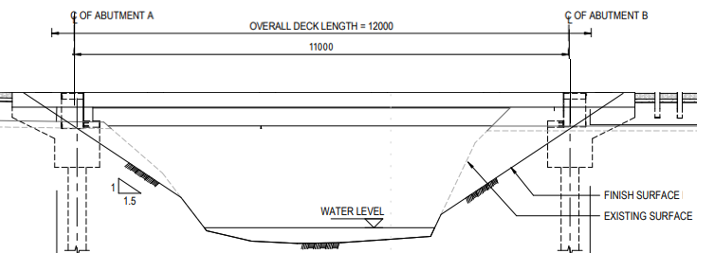 ℄ OF ABUTMENT A
℄ OF ABUTMENT B
OVERALL DECK LENGTH = 12000
11000
1
1.5
WATER LEVEL
FINISH SURFACE
EXISTING SURFACE